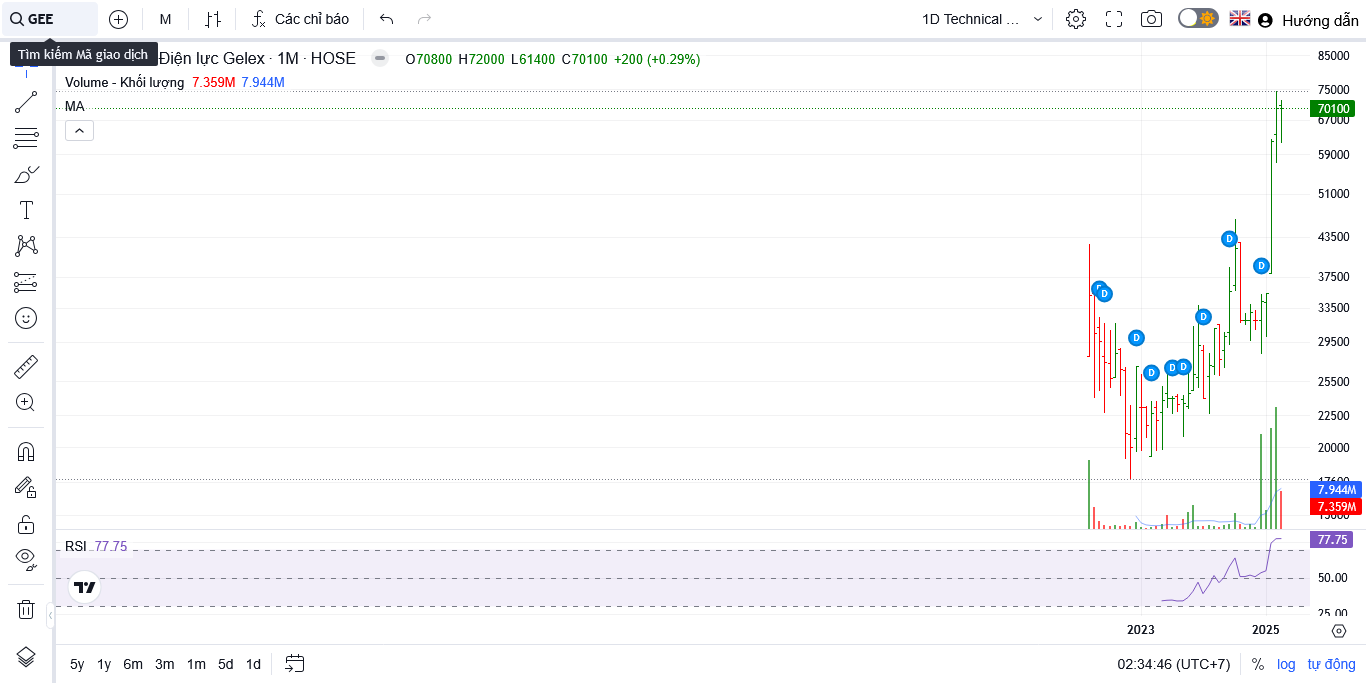 GEE
M
Các chỉ báo
1D Technical ...
Hướng dẫn
Tìm kiếm Mã giao dịch
Điện lực Gelex · 1M · HOSE
O70800 H72000 L61400 C70100 +200 (+0.29%)
Volume - Khối lượng 7.359M 7.944M
MA
85000
75000
70100
67000
59000
51000
43500
37500
33500
29500
25500
22500
20000
7.944M
7.359M
D
D
D
D
D
D
D
D
D
RSI 77.75
77.75
50.00
25.00
2023
2025
5y 1y 6m 3m 1m 5d 1d
02:34:46 (UTC+7)
% log tự động